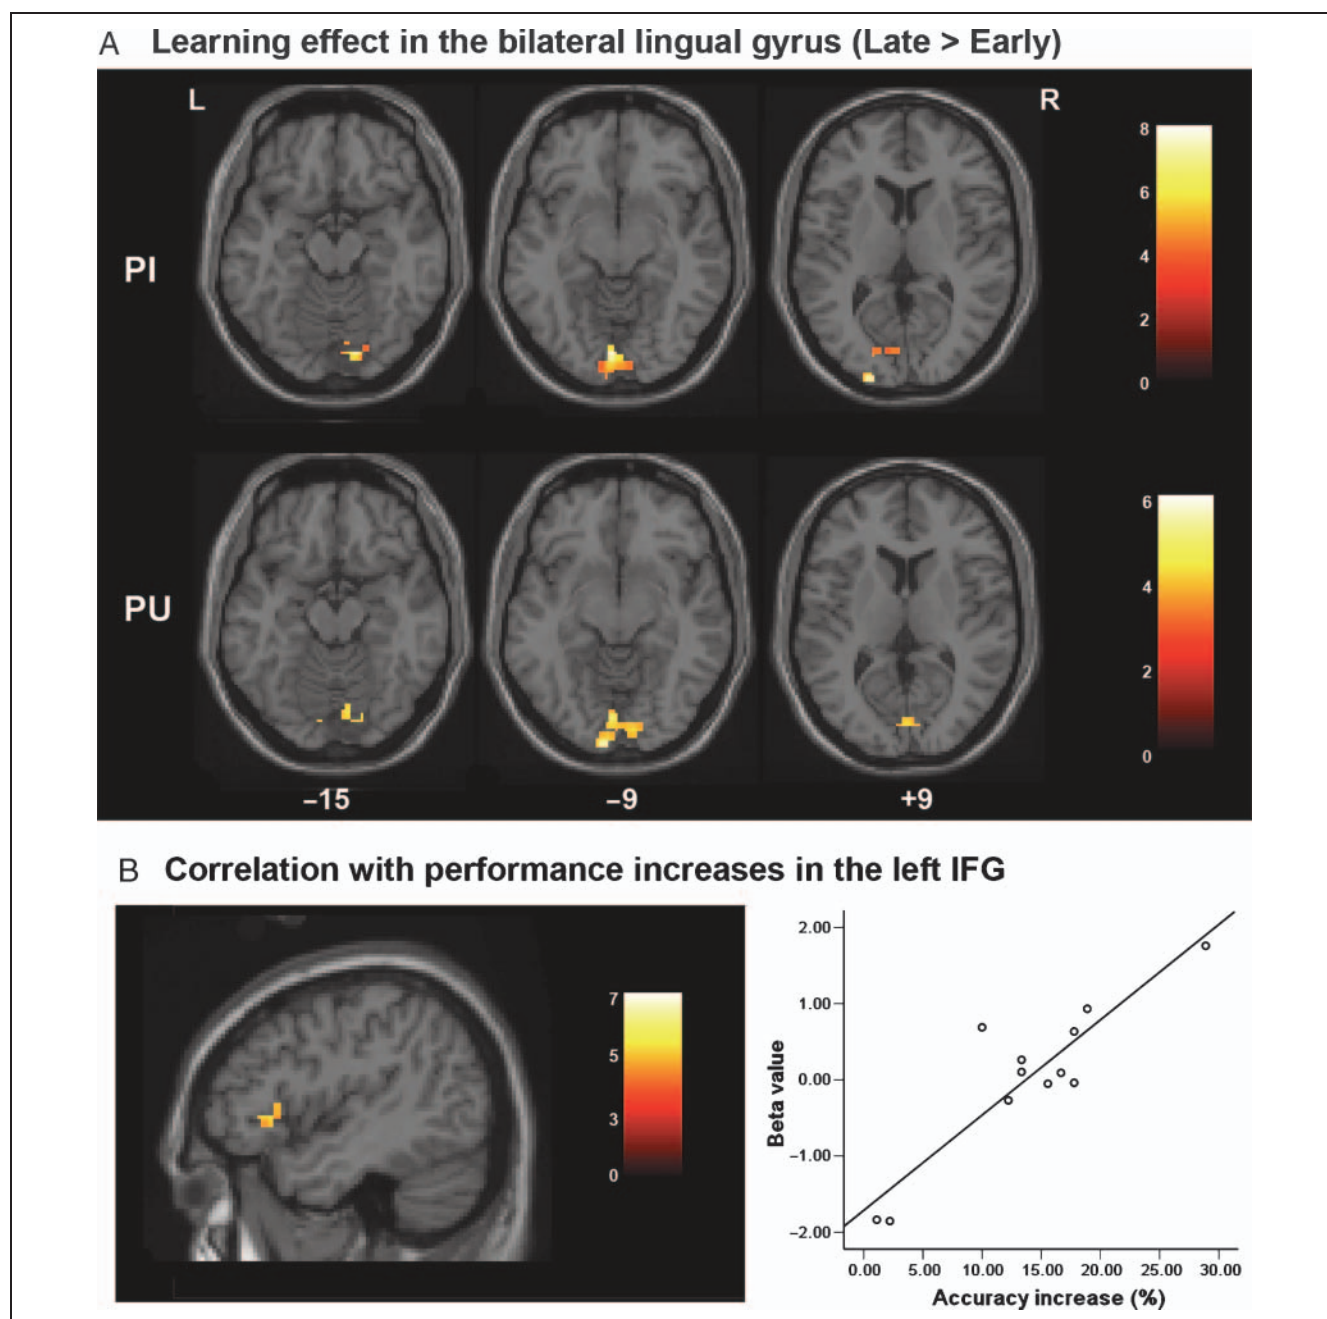 A Learning effect in the bilateral lingual gyrus (Late > Early)
L
R
PI
8
6
4
2
0
PU
6
4
2
0
–15
–9
+9
B Correlation with performance increases in the left IFG
7
5
3
0
Beta value
2.00
1.00
0.00
–1.00
–2.00
0.00 5.00 10.00 15.00 20.00 25.00 30.00
Accuracy increase (%)